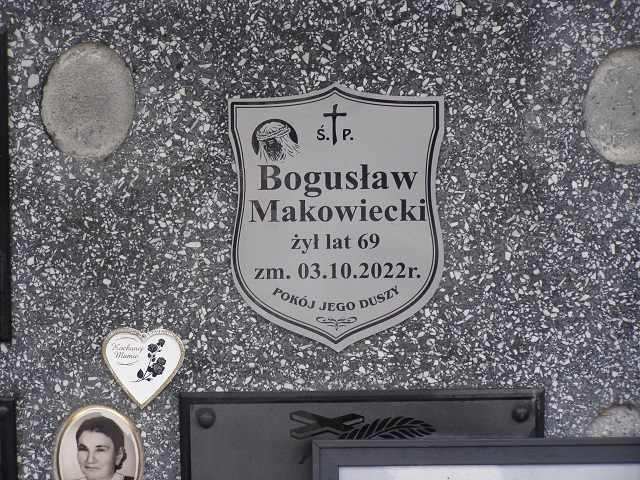 Ś. P.
Bogusław
Makowiecki
żył lat 69
zm. 03.10.2022r.
POKÓJ JEGO DUSZY
Kochanej
Mamie